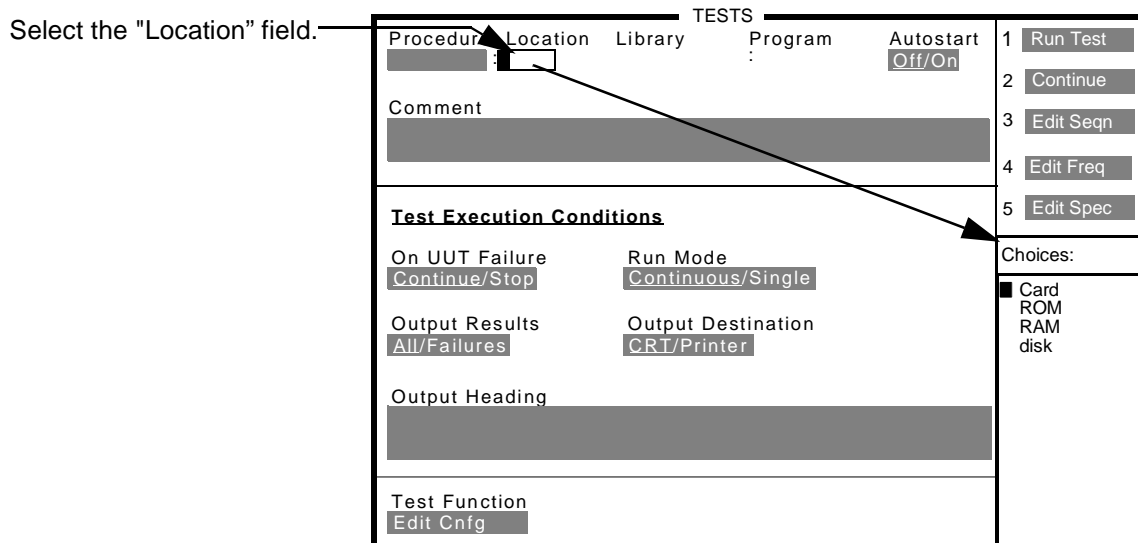 Select the "Location” field.
TESTS
Procedur Location Library Program Autostart
: : Off/On
Comment
Test Execution Conditions
On UUT Failure Run Mode
Continue/Stop Continuous/Single
Output Results Output Destination
All/Failures CRT/Printer
Output Heading
Test Function
Edit Cnfg
1 Run Test
2 Continue
3 Edit Seqn
4 Edit Freq
5 Edit Spec
Choices:
Card
ROM
RAM
disk